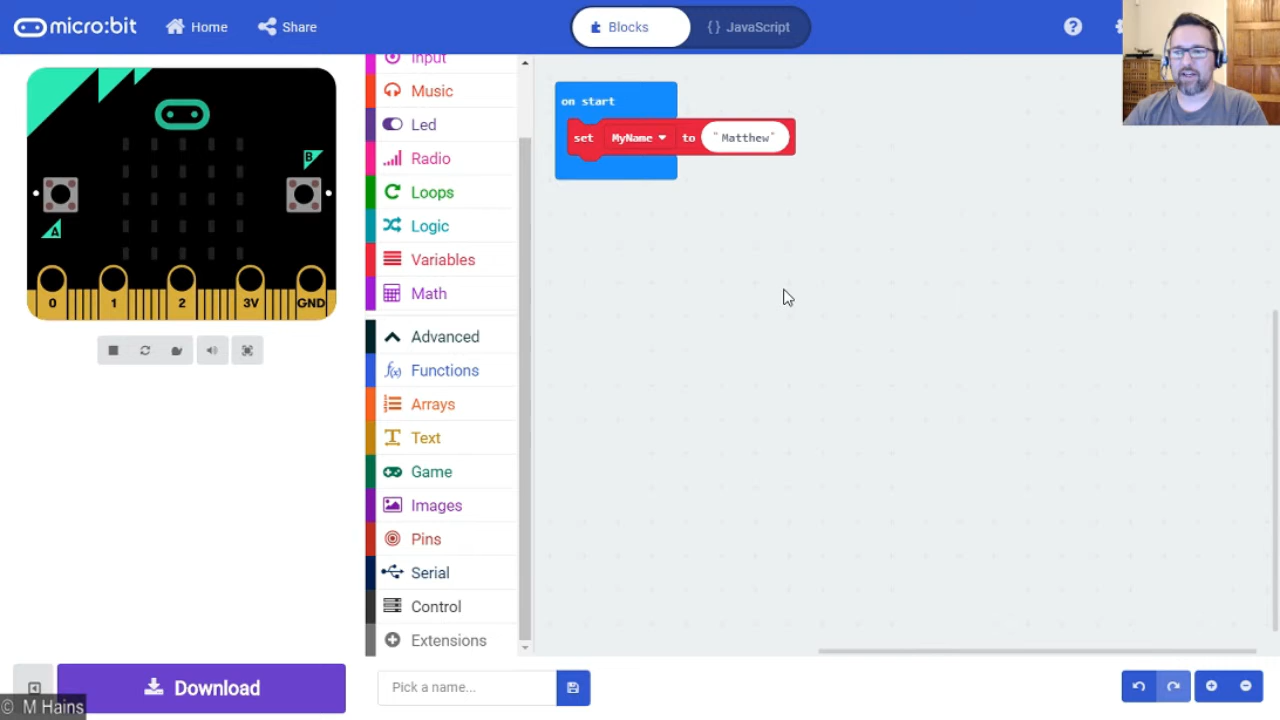 micro:bit Home Share Blocks {} JavaScript ?
Input
Music
Led
Radio
Loops
Logic
Variables
Math
Advanced
f(x) Functions
Arrays
T Text
Game
Images
Pins
Serial
Control
Extensions
on start
set MyName to "Matthew"
B
A
0 1 2 3V GND
Download
Pick a name...
© M Hains